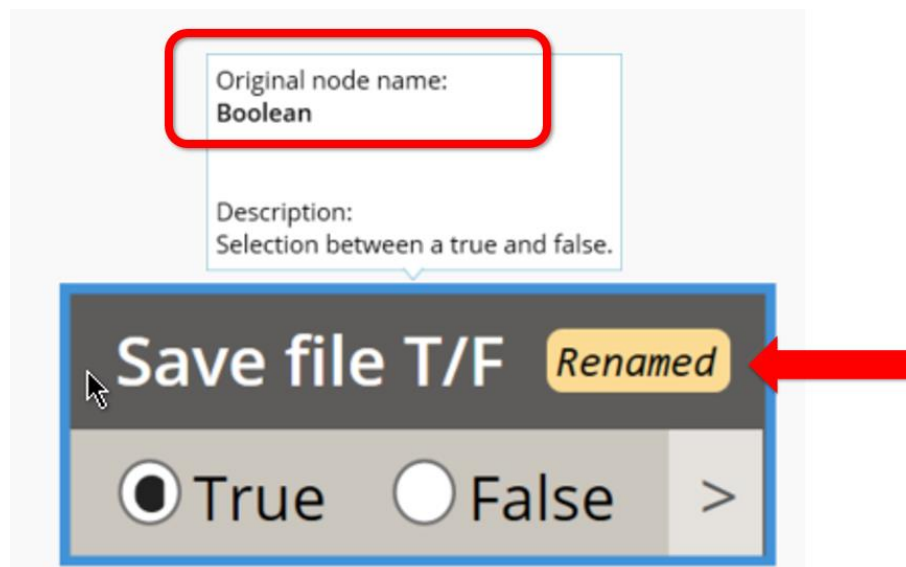 Original node name:
Boolean
Description:
Selection between a true and false.
Save file T/F Renamed
True False >